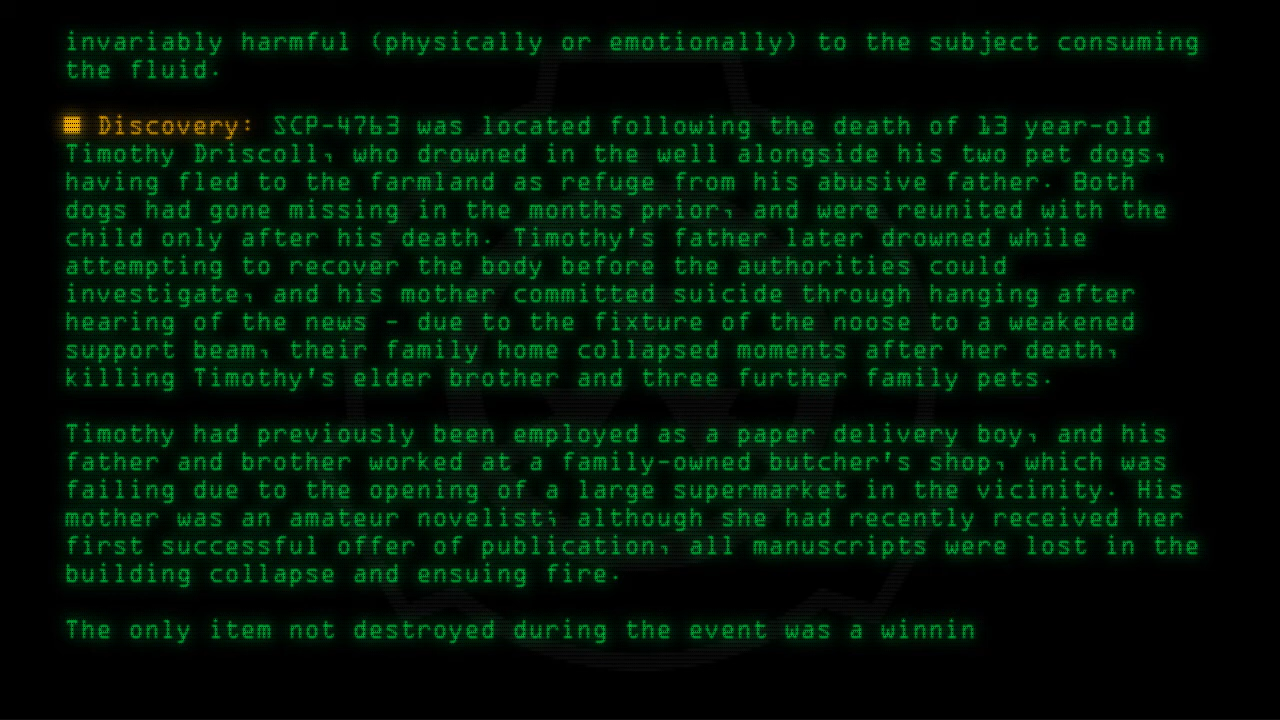 invariably harmful (physically or emotionally) to the subject consuming
the fluid.
■ Discovery: SCP-4763 was located following the death of 13 year-old
Timothy Driscoll, who drowned in the well alongside his two pet dogs,
having fled to the farmland as refuge from his abusive father. Both
dogs had gone missing in the months prior, and were reunited with the
child only after his death. Timothy's father later drowned while
attempting to recover the body before the authorities could
investigate, and his mother committed suicide through hanging after
hearing of the news - due to the fixture of the noose to a weakened
support beam, their family home collapsed moments after her death,
killing Timothy's elder brother and three further family pets.
Timothy had previously been employed as a paper delivery boy, and his
father and brother worked at a family-owned butcher's shop, which was
failing due to the opening of a large supermarket in the vicinity. His
mother was an amateur novelist; although she had recently received her
first successful offer of publication, all manuscripts were lost in the
building collapse and ensuing fire.
The only item not destroyed during the event was a winnin